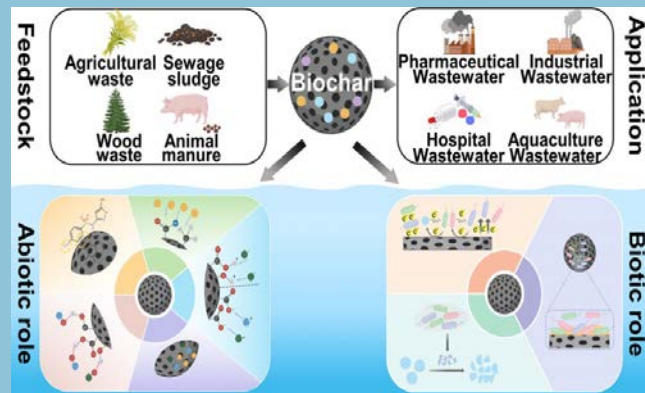 Feedstock
Agricultural
waste
Sewage
sludge
Wood
waste
Animal
manure
Biochar
Pharmaceutical
Wastewater
Industrial
Wastewater
Hospital
Wastewater
Aquaculture
Wastewater
Application
Abiotic role
Biotic role